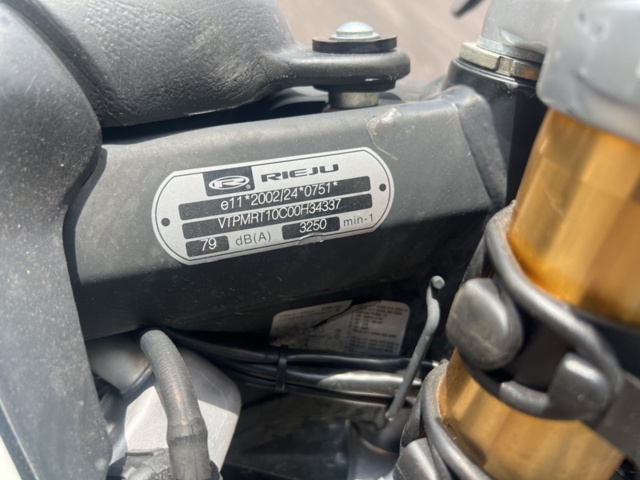 R RIEJU
e11*2002/24*0751*
VTPMRT10C00H34337
79 dB(A) 3250 min-1